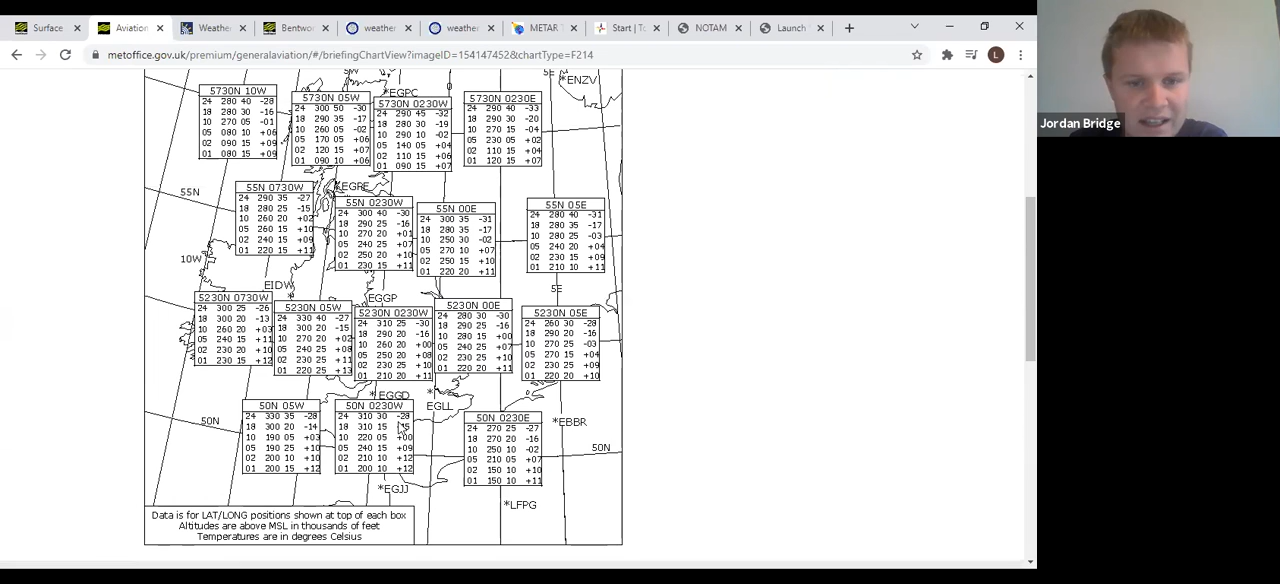 Surface
Aviation
Weather
Bentwo
weather
weather
METAR T
Start | To
NOTAM
Launch
metoffice.gov.uk/premium/generalaviation/#/briefingChartView?imageID=154147452&chartType=F214
L
Jordan Bridge
5E
*ENZV
*EGPC
0
5730N 10W
24 280 40 -28
18 280 30 -16
10 270 05 -01
05 080 10 +06
02 090 15 +09
01 080 15 +09
5730N 05W
24 300 50 -30
18 290 35 -17
10 260 05 -02
05 170 05 +06
02 120 15 +07
01 090 10 +06
5730N 0230W
24 290 45 -32
18 280 30 -19
10 290 10 -02
05 140 05 +04
02 110 15 +06
01 090 15 +07
5730N 0230E
24 290 40 -33
18 290 30 -20
10 270 15 -04
05 230 05 +02
02 110 15 +04
01 120 15 +07
55N
*EGPF
55N 0730W
24 290 35 -27
18 280 25 -15
10 260 20 +02
05 260 15 +10
02 240 15 +09
01 220 15 +11
55N 0230W
24 300 40 -30
18 290 25 -16
10 270 20 +01
05 240 25 +07
02 250 20 +10
01 230 15 +11
55N 00E
24 300 35 -31
18 280 35 -17
10 250 30 -02
05 270 10 +07
02 250 15 +10
01 220 20 +11
55N 05E
24 280 40 -31
18 280 35 -17
10 280 25 -03
05 240 20 +04
02 230 15 +09
01 210 10 +11
10W
EIDW
*
EGGP
5E
5230N 0730W
24 300 25 -26
18 300 20 -13
10 260 20 +03
05 240 15 +11
02 230 20 +10
01 230 15 +12
5230N 05W
24 330 40 -27
18 300 20 -15
10 270 20 +02
05 240 25 +08
02 230 25 +11
01 220 25 +13
5230N 0230W
24 310 25 -30
18 290 20 -16
10 260 20 +00
05 250 20 +08
02 230 25 +10
01 210 20 +11
5230N 00E
24 280 30 -30
18 290 25 -16
10 280 15 +00
05 240 25 +07
02 230 25 +10
01 220 20 +11
5230N 05E
24 260 30 -28
18 290 20 -16
10 270 25 -03
05 270 15 +04
02 230 25 +09
01 220 20 +10
*EGGD
*
EGLL
50N
50N 05W
24 330 35 -28
18 300 20 -14
10 190 05 +03
05 190 25 +10
02 200 10 +10
01 200 15 +12
50N 0230W
24 310 30 -28
18 310 15
10 220 05 +00
05 240 15 +09
02 210 10 +12
01 200 10 +12
50N 0230E
24 270 25 -27
18 270 20 -16
10 250 10 -02
05 210 05 +07
02 150 10 +10
01 150 10 +11
*EBBR
50N
*EGJJ
*LFPG
Data is for LAT/LONG positions shown at top of each box
Altitudes are above MSL in thousands of feet
Temperatures are in degrees Celsius